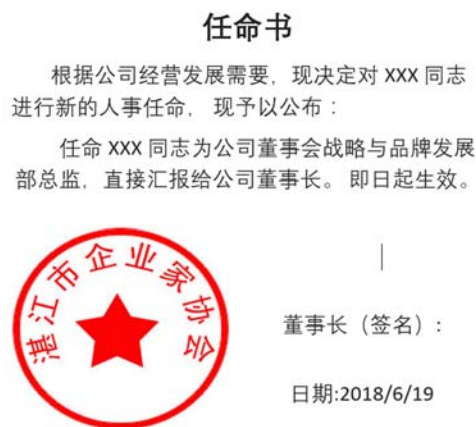 任命书
根据公司经营发展需要，现决定对 XXX 同志
进行新的人事任命， 现予以公布：
任命 XXX 同志为公司董事会战略与品牌发展
部总监，直接汇报给公司董事长。 即日起生效。
湛江市企业家协会
董事长（签名）：
日期:2018/6/19